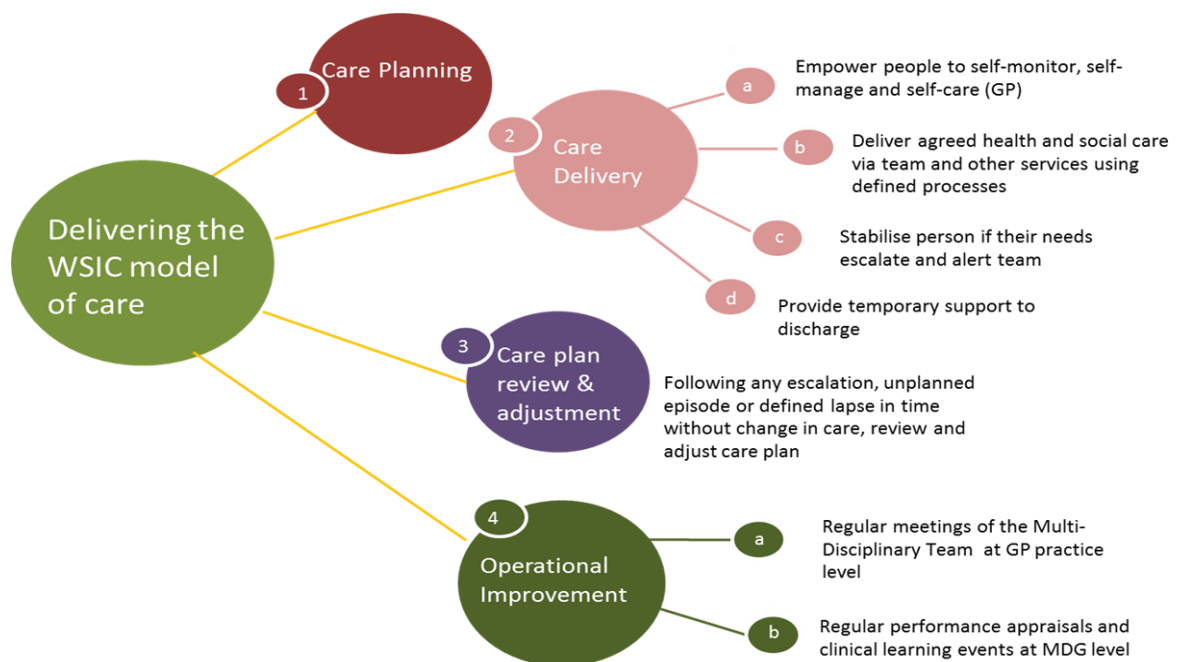 Care Planning
1
Delivering the
WSIC model
of care
2
Care
Delivery
a
Empower people to self-monitor, self-
manage and self-care (GP)
b
Deliver agreed health and social care
via team and other services using
defined processes
c
Stabilise person if their needs
escalate and alert team
d
Provide temporary support to
discharge
3
Care plan
review &
adjustment
Following any escalation, unplanned
episode or defined lapse in time
without change in care, review and
adjust care plan
4
Operational
Improvement
a
Regular meetings of the Multi-
Disciplinary Team at GP practice
level
b
Regular performance appraisals and
clinical learning events at MDG level